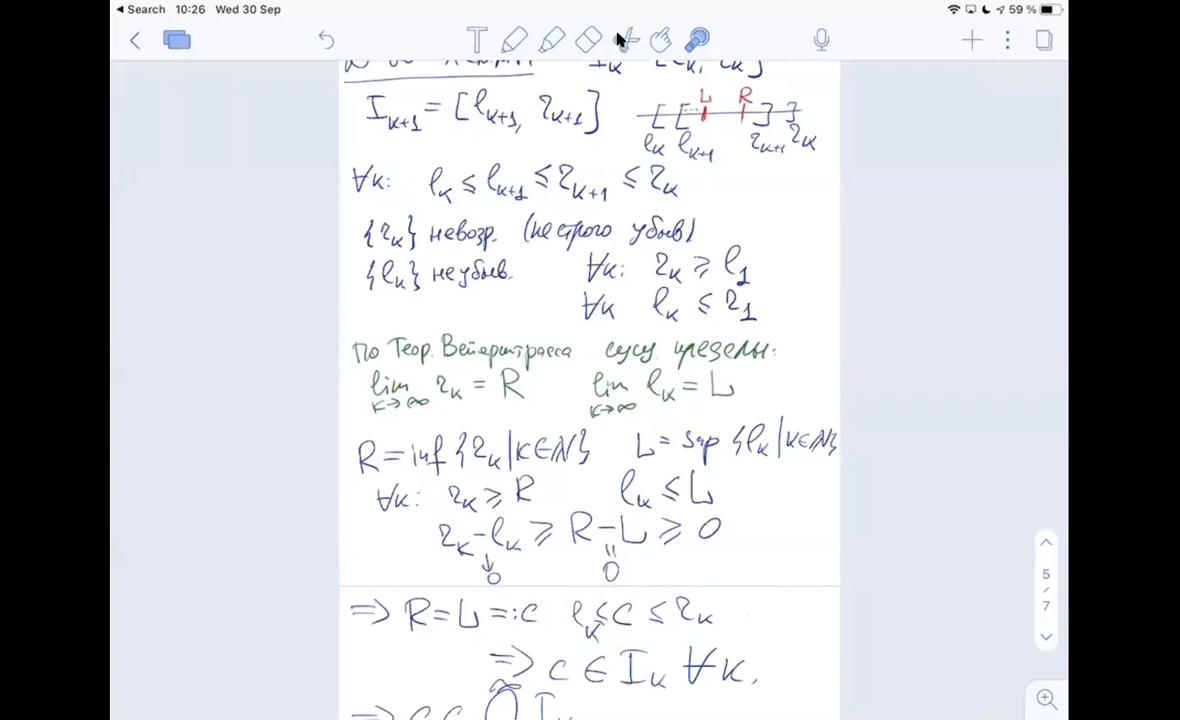 Search 10:26 Wed 30 Sep 59 %
I_{k+1} = [l_{k+1}, r_{k+1}]
L R
l_k l_{k+1} r_{k+1} r_k
∀k: l_k ≤ l_{k+1} ≤ r_{k+1} ≤ r_k
{r_k} невозр. (нестрого убыв)
{l_k} неубыв. ∀k: r_k ≥ l_1
∀k l_k ≤ r_1
по Теор. Вейерштрасса сущ. пределы:
lim_{k→∞} r_k = R lim_{k→∞} l_k = L
R = inf {r_k | k∈N} L = sup {l_k | k∈N}
∀k: r_k ≥ R l_k ≤ L
r_k - l_k ≥ R - L ≥ 0
↓ 0 = 0
⇒ R = L =: c l_k ≤ c ≤ r_k
⇒ c ∈ I_k ∀k,
5 / 7